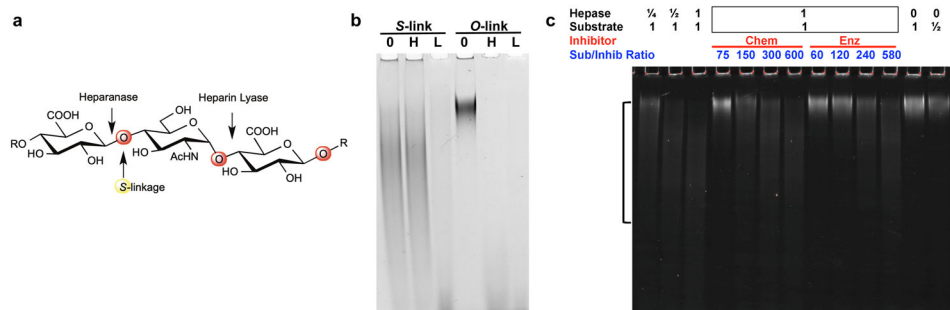 a
Heparanase
Heparin Lyase
COOH
OH
COOH
RO
O
O
O
O
O
O
R
HO
HO
HO
AcHN
OH
HO
OH
S-linkage
b
S-link O-link
0 H L 0 H L
c
Hepase ¼ ½ 1 1 0 0
Substrate 1 1 1 1 1 ½
Inhibitor Chem Enz
Sub/Inhib Ratio 75 150 300 600 60 120 240 580